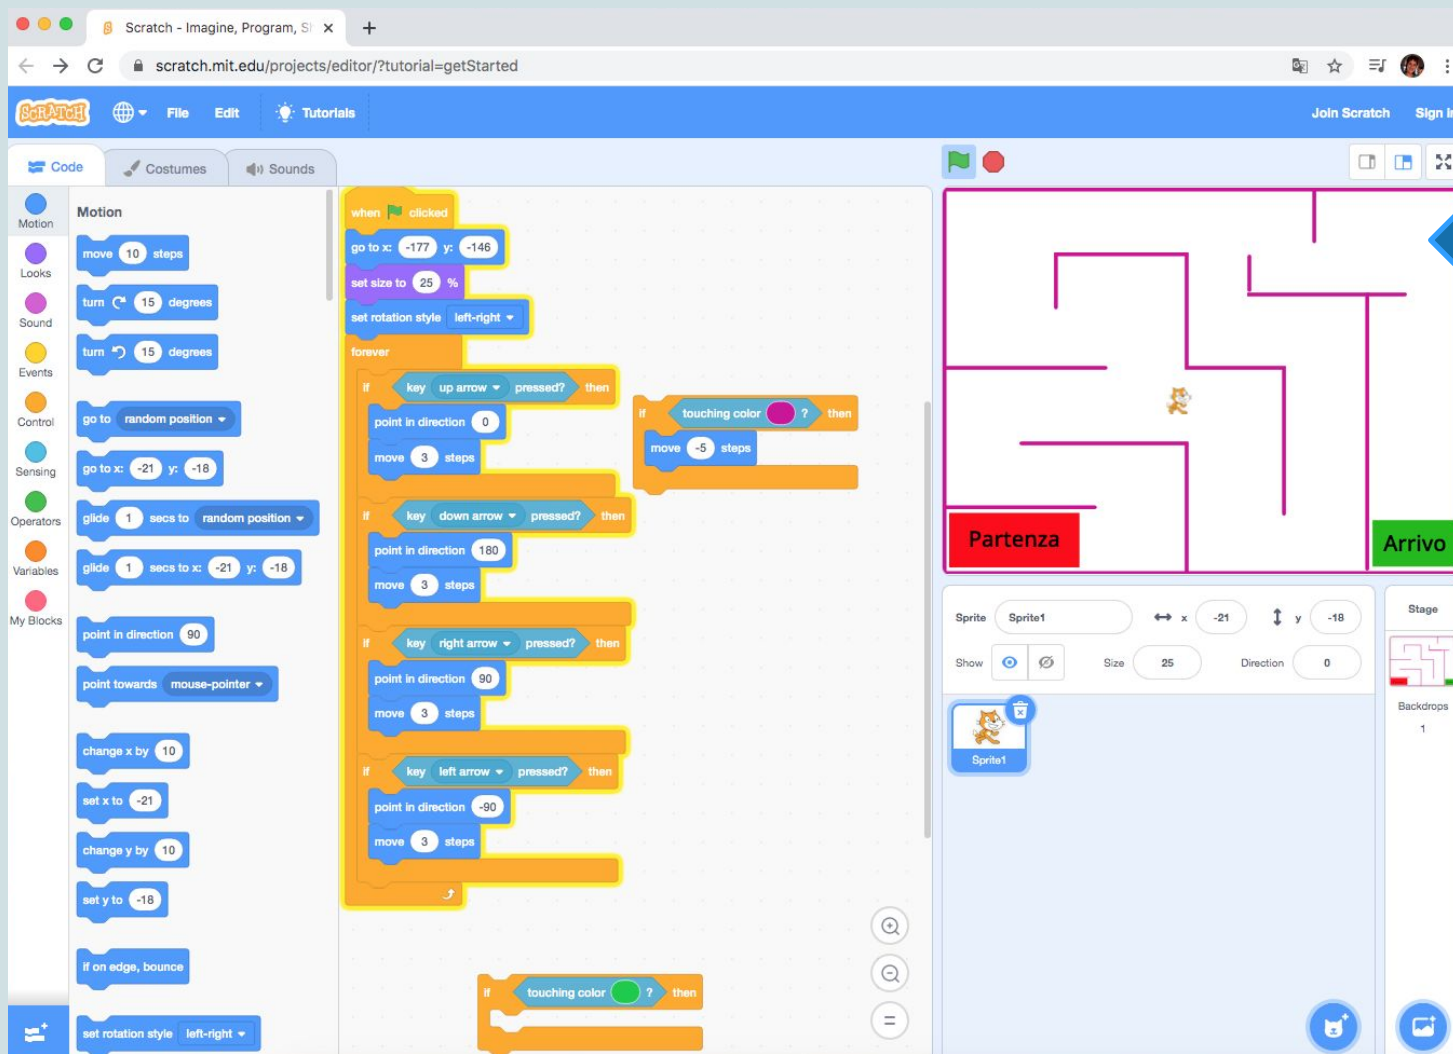 Scratch - Imagine, Program, Sh
scratch.mit.edu/projects/editor/?tutorial=getStarted
SCRATCH File Edit Tutorials Join Scratch Sign in
Code Costumes Sounds
Motion
Looks
Sound
Events
Control
Sensing
Operators
Variables
My Blocks
Motion
move 10 steps
turn 15 degrees
turn 15 degrees
go to random position
go to x: -21 y: -18
glide 1 secs to random position
glide 1 secs to x: -21 y: -18
point in direction 90
point towards mouse-pointer
change x by 10
set x to -21
change y by 10
set y to -18
if on edge, bounce
set rotation style left-right
when clicked
go to x: -177 y: -146
set size to 25 %
set rotation style left-right
forever
if key up arrow pressed? then
point in direction 0
move 3 steps
if key down arrow pressed? then
point in direction 180
move 3 steps
if key right arrow pressed? then
point in direction 90
move 3 steps
if key left arrow pressed? then
point in direction -90
move 3 steps
if touching color ? then
move -5 steps
if touching color ? then
Partenza
Arrivo
Sprite Sprite1 x -21 y -18
Show Size 25 Direction 0
Sprite1
Stage
Backdrops
1